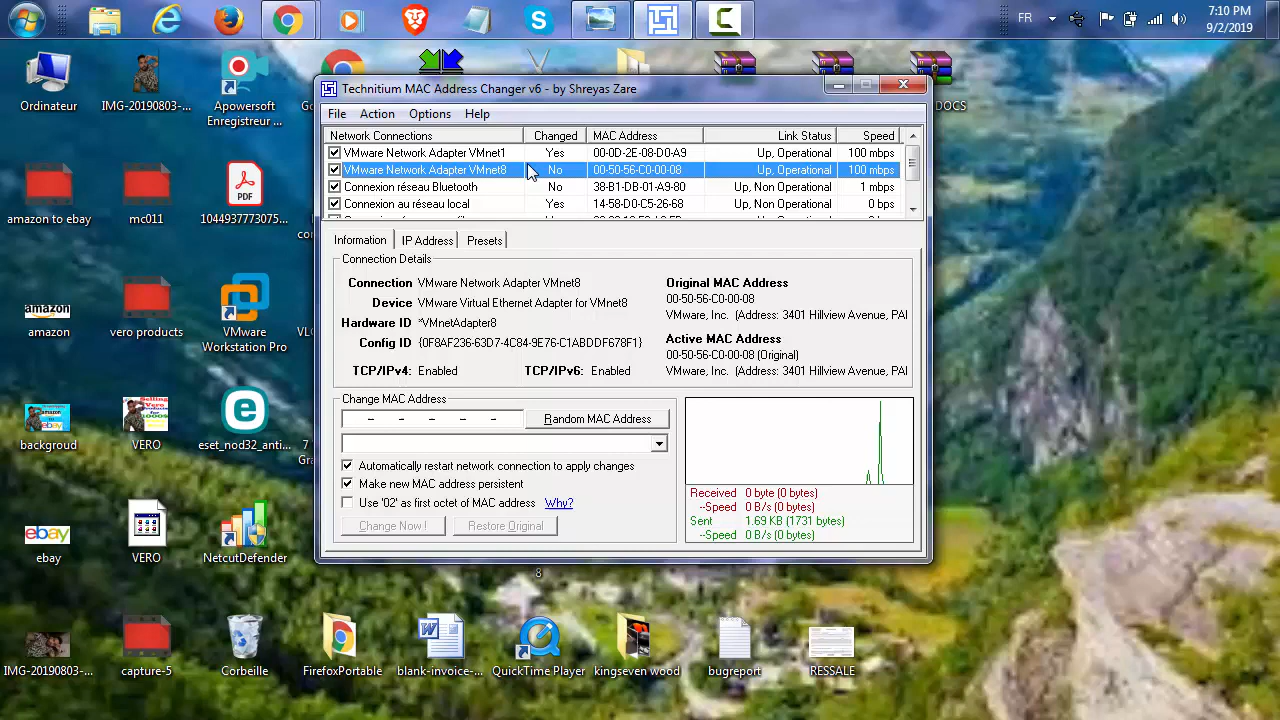 FR
7:10 PM
9/2/2019
Ordinateur
IMG-20190803-...
Apowersoft
Enregistreur ...
DOCS
Technitium MAC Address Changer v6 - by Shreyas Zare
File Action Options Help
Network Connections Changed MAC Address Link Status Speed
VMware Network Adapter VMnet1 Yes 00-0D-2E-08-D0-A9 Up, Operational 100 mbps
VMware Network Adapter VMnet8 No 00-50-56-C0-00-08 Up, Operational 100 mbps
Connexion réseau Bluetooth No 38-B1-DB-01-A9-80 Up, Non Operational 1 mbps
Connexion au réseau local Yes 14-58-D0-C5-26-68 Up, Non Operational 0 bps
Information IP Address Presets
Connection Details
Connection VMware Network Adapter VMnet8
Device VMware Virtual Ethernet Adapter for VMnet8
Hardware ID *VMnetAdapter8
Config ID {0F8AF236-63D7-4C84-9E76-C1ABDDF678F1}
TCP/IPv4: Enabled TCP/IPv6: Enabled
Original MAC Address
00-50-56-C0-00-08
VMware, Inc. (Address: 3401 Hillview Avenue, PAI
Active MAC Address
00-50-56-C0-00-08 (Original)
VMware, Inc. (Address: 3401 Hillview Avenue, PAI
Change MAC Address
– – – – –
Random MAC Address
Automatically restart network connection to apply changes
Make new MAC address persistent
Use '02' as first octet of MAC address Why?
Change Now ! Restore Original
Received 0 byte (0 bytes)
--Speed 0 B/s (0 bytes)
Sent 1.69 KB (1731 bytes)
--Speed 0 B/s (0 bytes)
amazon to ebay
mc011
PDF
1044937773075...
amazon
amazon
vero products
VMware
Workstation Pro
amazon
to
ebay
backgroud
VERO
eset_nod32_anti...
ebay
ebay
VERO
NetcutDefender
8
IMG-20190803-...
capture-5
Corbeille
FirefoxPortable
blank-invoice-...
QuickTime Player
kingseven wood
bugreport
RESSALE